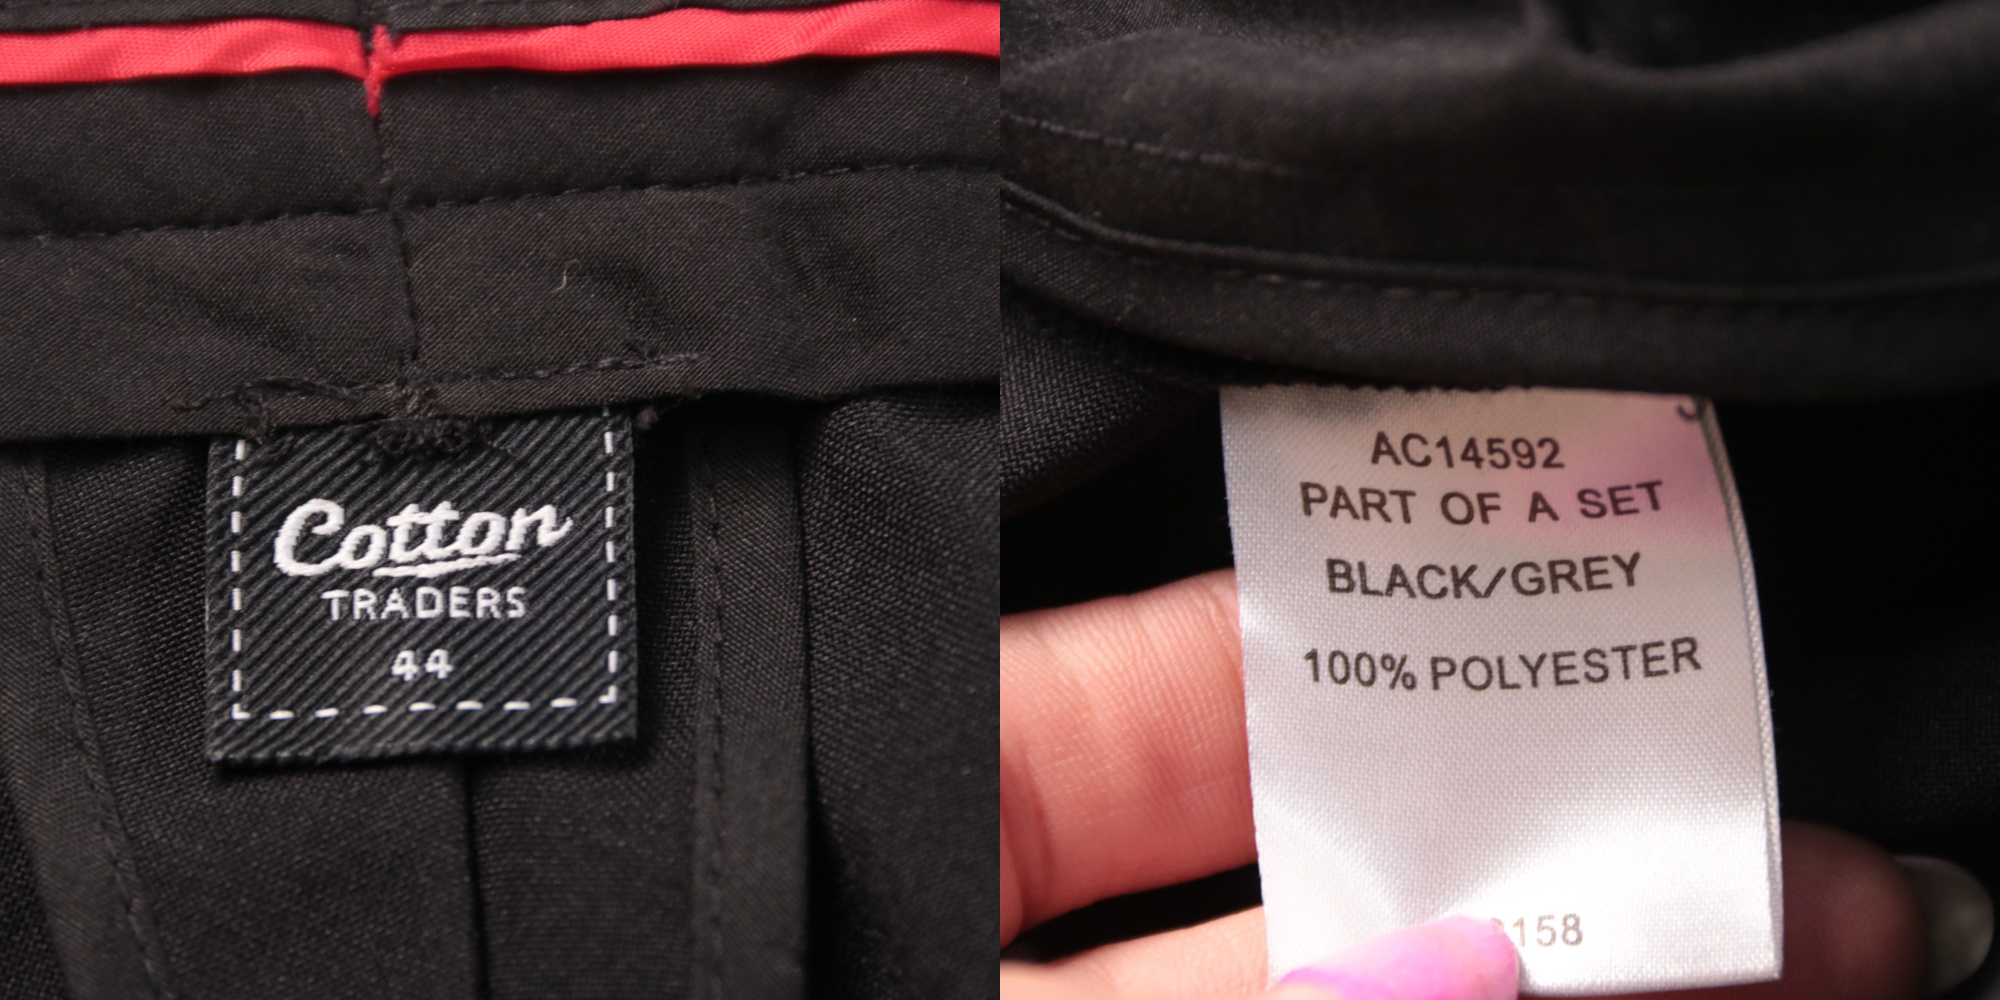 Cotton
TRADERS
44
AC14592
PART OF A SET
BLACK/GREY
100% POLYESTER